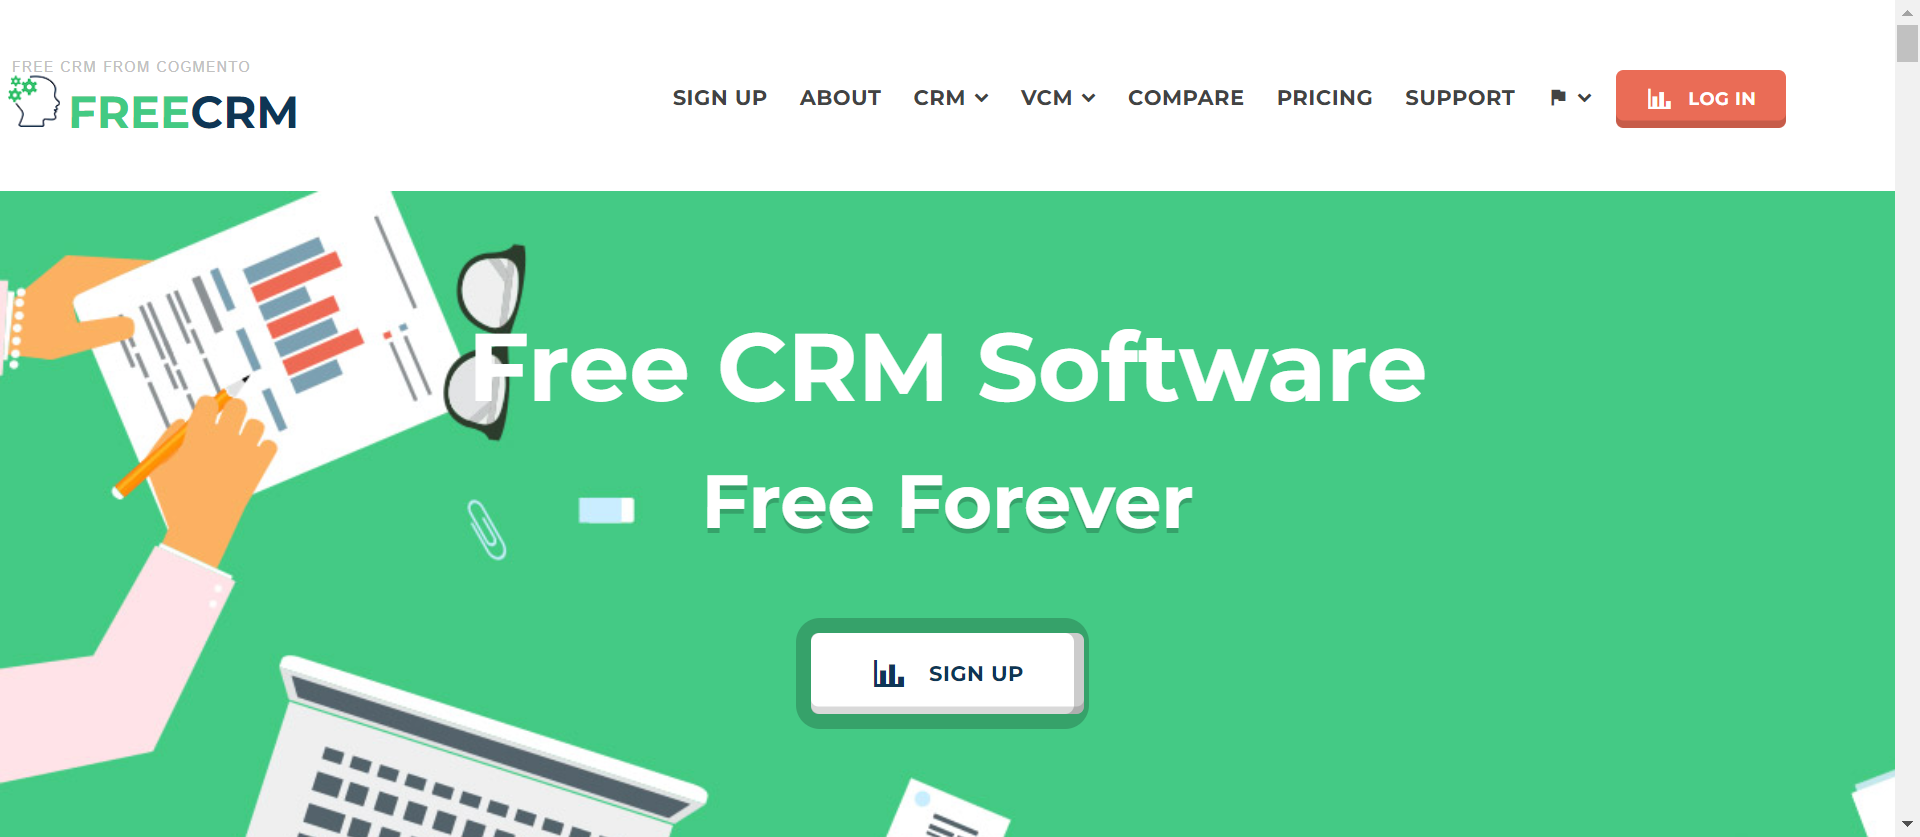 FREE CRM FROM COGMENTO
FREECRM
SIGN UP ABOUT CRM VCM COMPARE PRICING SUPPORT LOG IN
Free CRM Software
Free Forever
SIGN UP